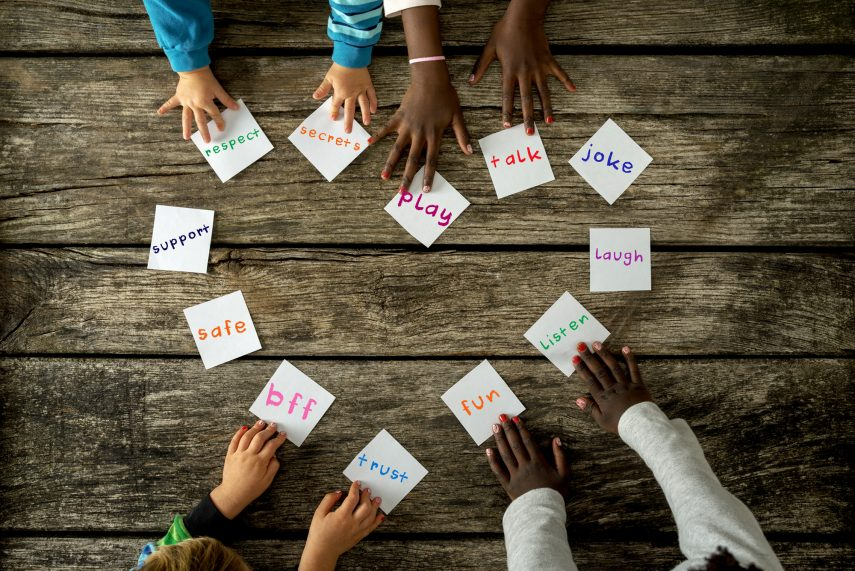 respect
secrets
play
talk
joke
support
laugh
safe
listen
bff
fun
trust